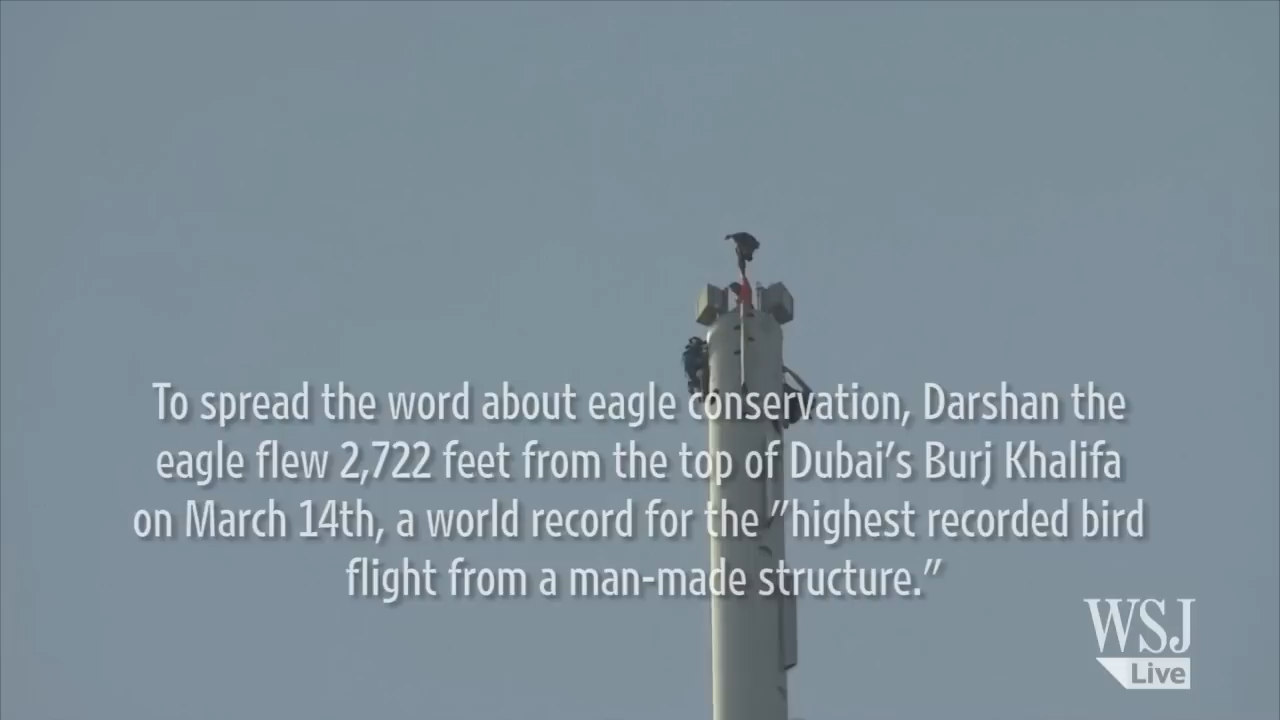 To spread the word about eagle conservation, Darshan the
eagle flew 2,722 feet from the top of Dubai's Burj Khalifa
on March 14th, a world record for the "highest recorded bird
flight from a man-made structure."
WSJ
Live